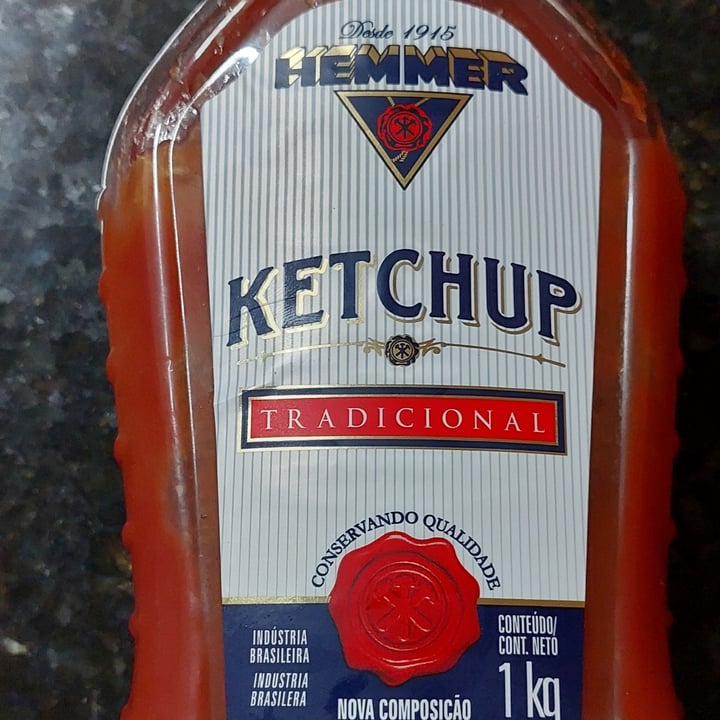 Desde 1915
HEMMER
KETCHUP
TRADICIONAL
CONSERVANDO QUALIDADE
INDÚSTRIA
BRASILEIRA
INDUSTRIA
BRASILERA
NOVA COMPOSIÇÃO
CONTEÚDO/
CONT. NETO
1 kg